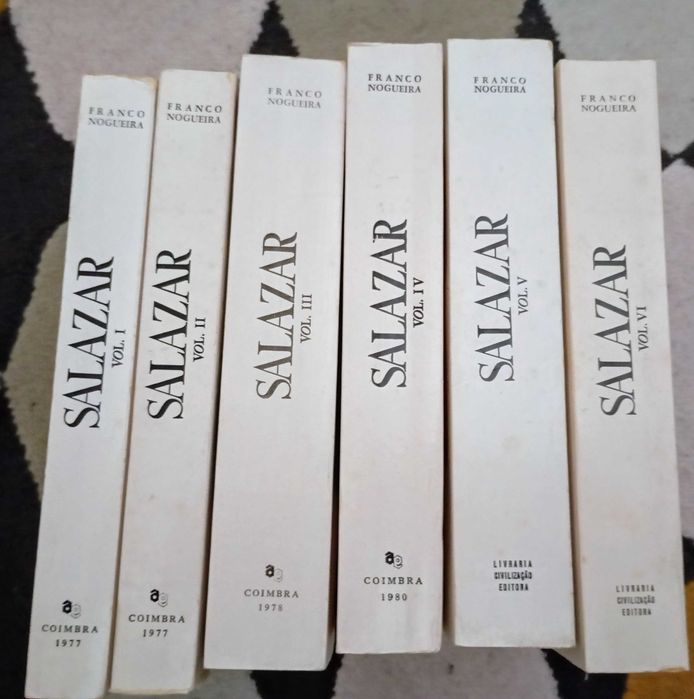 FRANCO
NOGUEIRA
SALAZAR
VOL. I
COIMBRA
1977
FRANCO
NOGUEIRA
SALAZAR
VOL. II
COIMBRA
1977
FRANCO
NOGUEIRA
SALAZAR
VOL. III
COIMBRA
1978
FRANCO
NOGUEIRA
SALAZAR
VOL. IV
COIMBRA
1980
FRANCO
NOGUEIRA
SALAZAR
VOL. V
LIVRARIA
CIVILIZAÇÃO
EDITORA
FRANCO
NOGUEIRA
SALAZAR
VOL. VI
LIVRARIA
CIVILIZAÇÃO
EDITORA